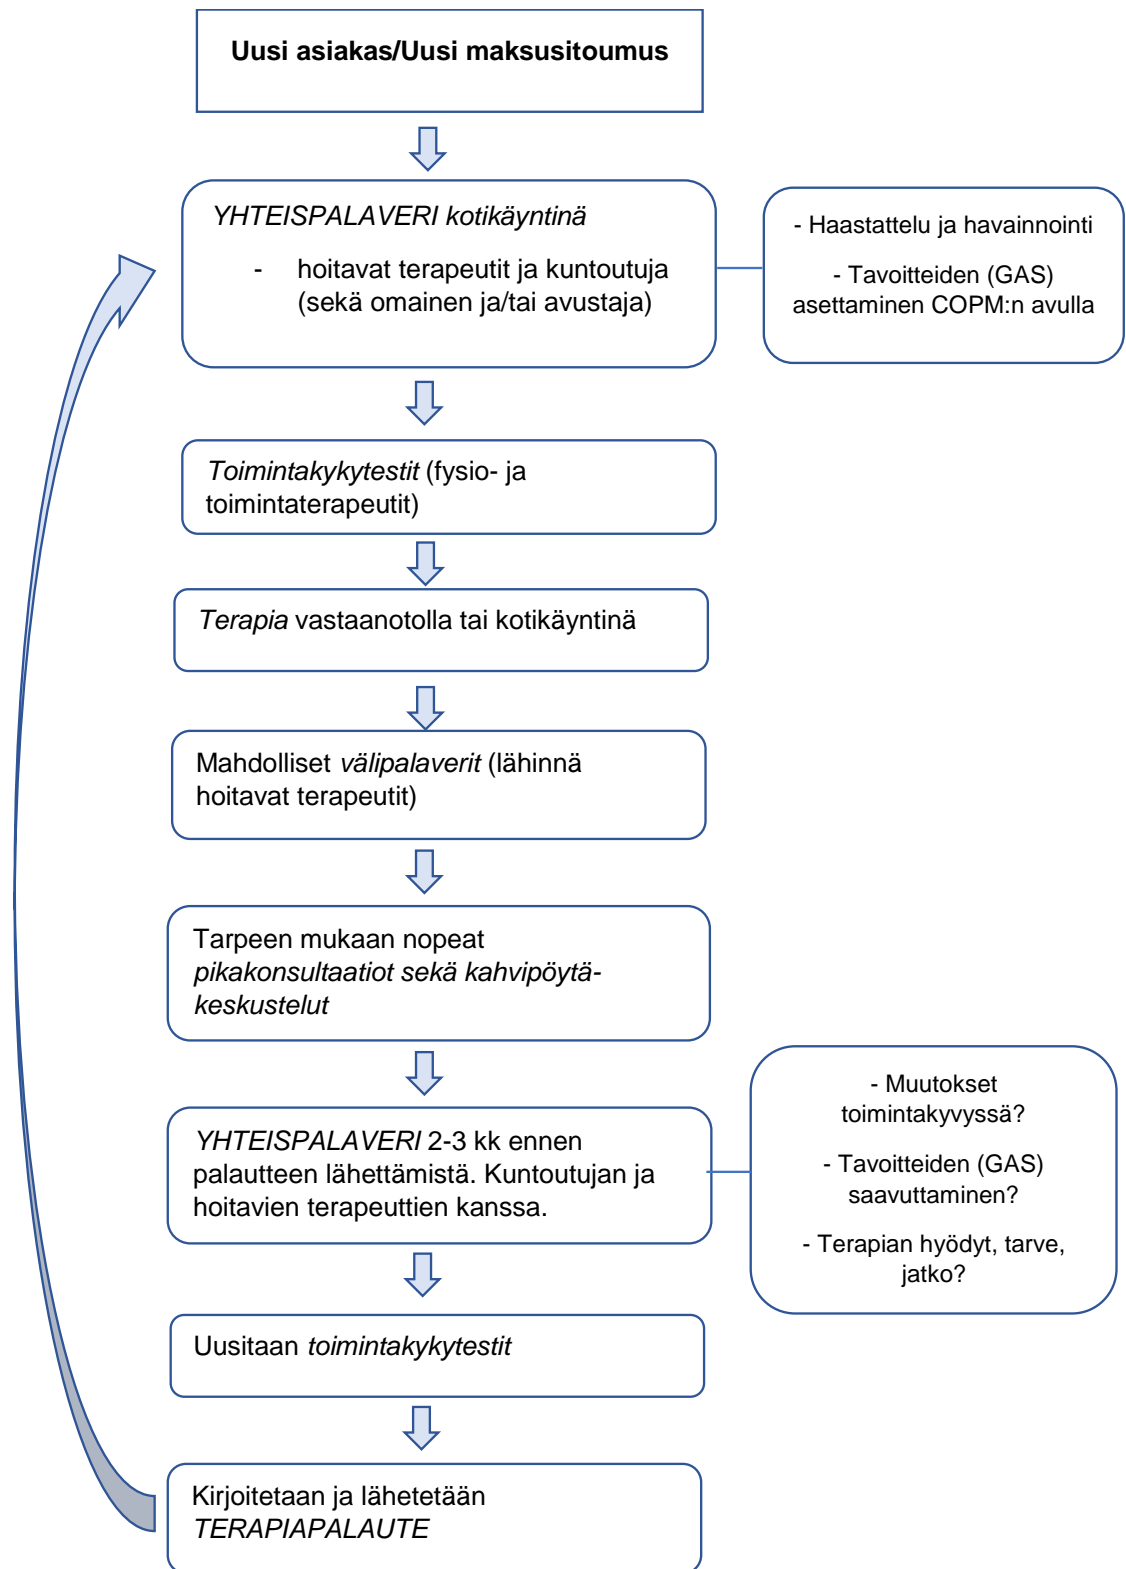 Uusi asiakas/Uusi maksusitoumus
YHTEISPALAVERI kotikäyntinä
- hoitavat terapeutit ja kuntoutuja
(sekä omainen ja/tai avustaja)
- Haastattelu ja havainnointi
- Tavoitteiden (GAS)
asettaminen COPM:n avulla
Toimintakykytestit (fysio- ja
toimintaterapeutit)
Terapia vastaanotolla tai kotikäyntinä
Mahdolliset välipalaverit (lähinnä
hoitavat terapeutit)
Tarpeen mukaan nopeat
pikakonsultaatiot sekä kahvipöytä-
keskustelut
YHTEISPALAVERI 2-3 kk ennen
palautteen lähettämistä. Kuntoutujan ja
hoitavien terapeuttien kanssa.
- Muutokset
toimintakyvyssä?
- Tavoitteiden (GAS)
saavuttaminen?
- Terapian hyödyt, tarve,
jatko?
Uusitaan toimintakykytestit
Kirjoitetaan ja lähetetään
TERAPIAPALAUTE